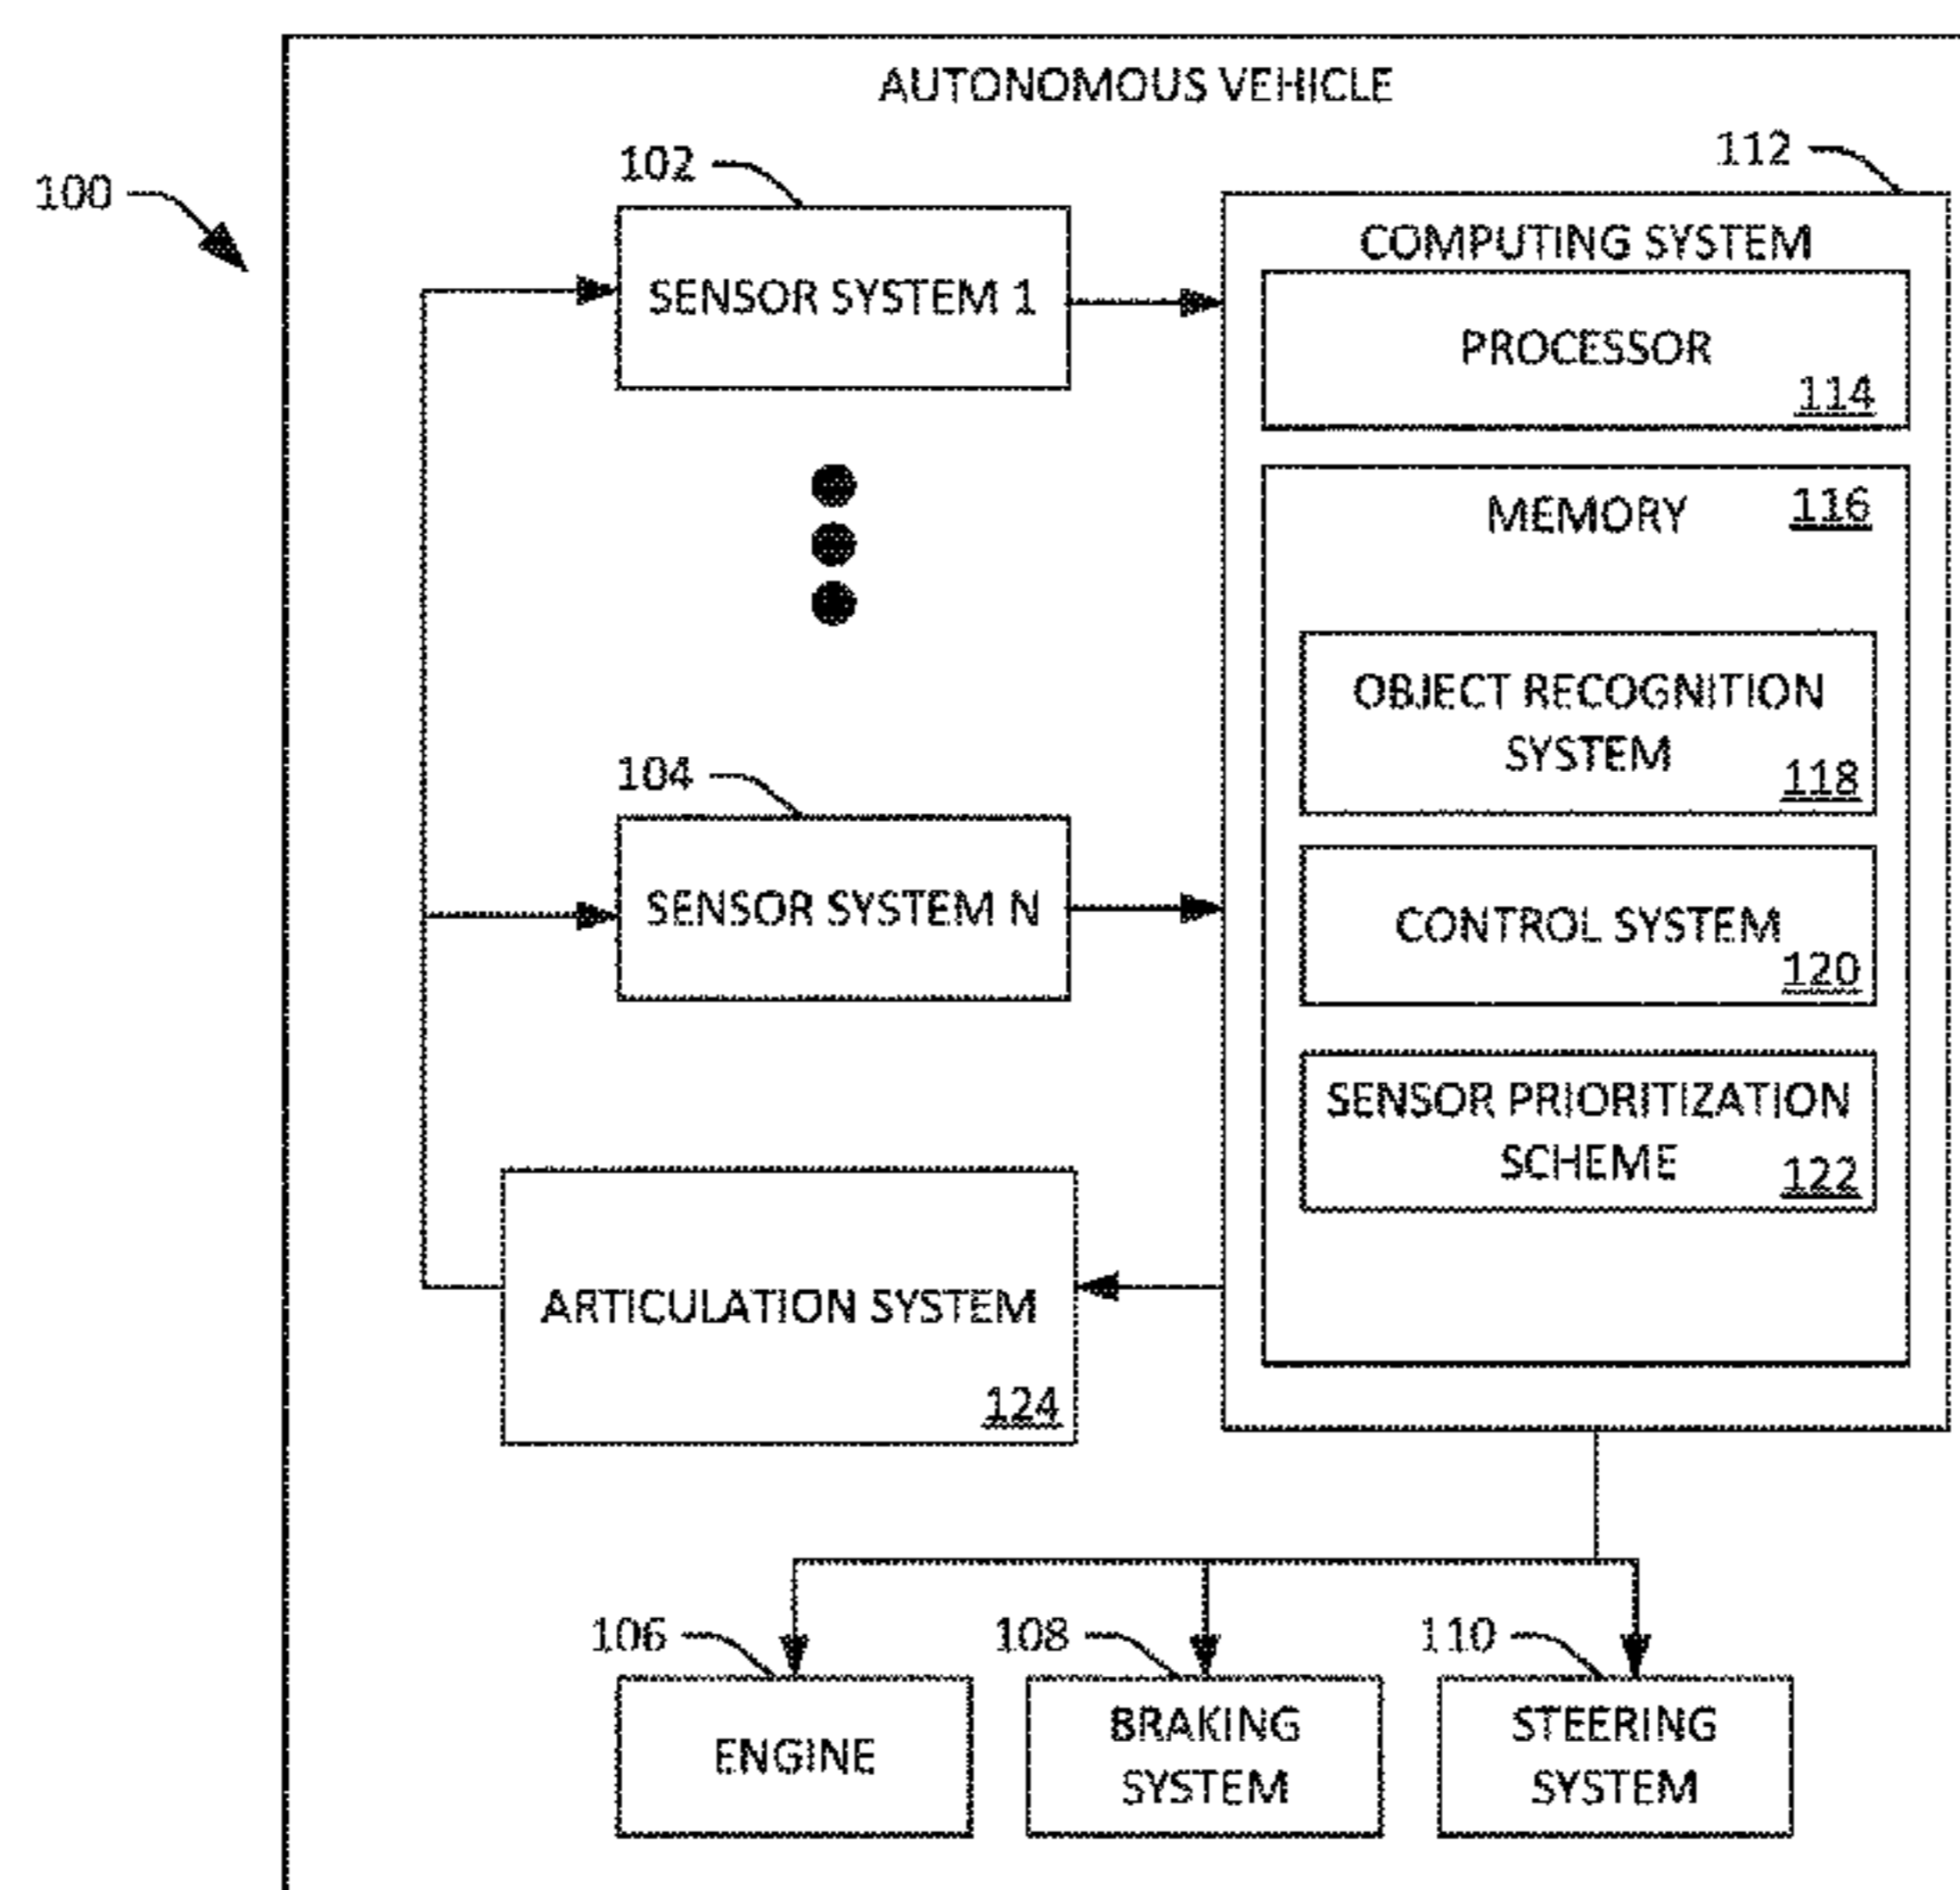 AUTONOMOUS VEHICLE
100
102
112
SENSOR SYSTEM 1
COMPUTING SYSTEM
PROCESSOR
114
MEMORY
116
OBJECT RECOGNITION
SYSTEM
118
104
SENSOR SYSTEM N
CONTROL SYSTEM
120
SENSOR PRIORITIZATION
SCHEME
122
ARTICULATION SYSTEM
124
106
108
110
ENGINE
BRAKING
SYSTEM
STEERING
SYSTEM